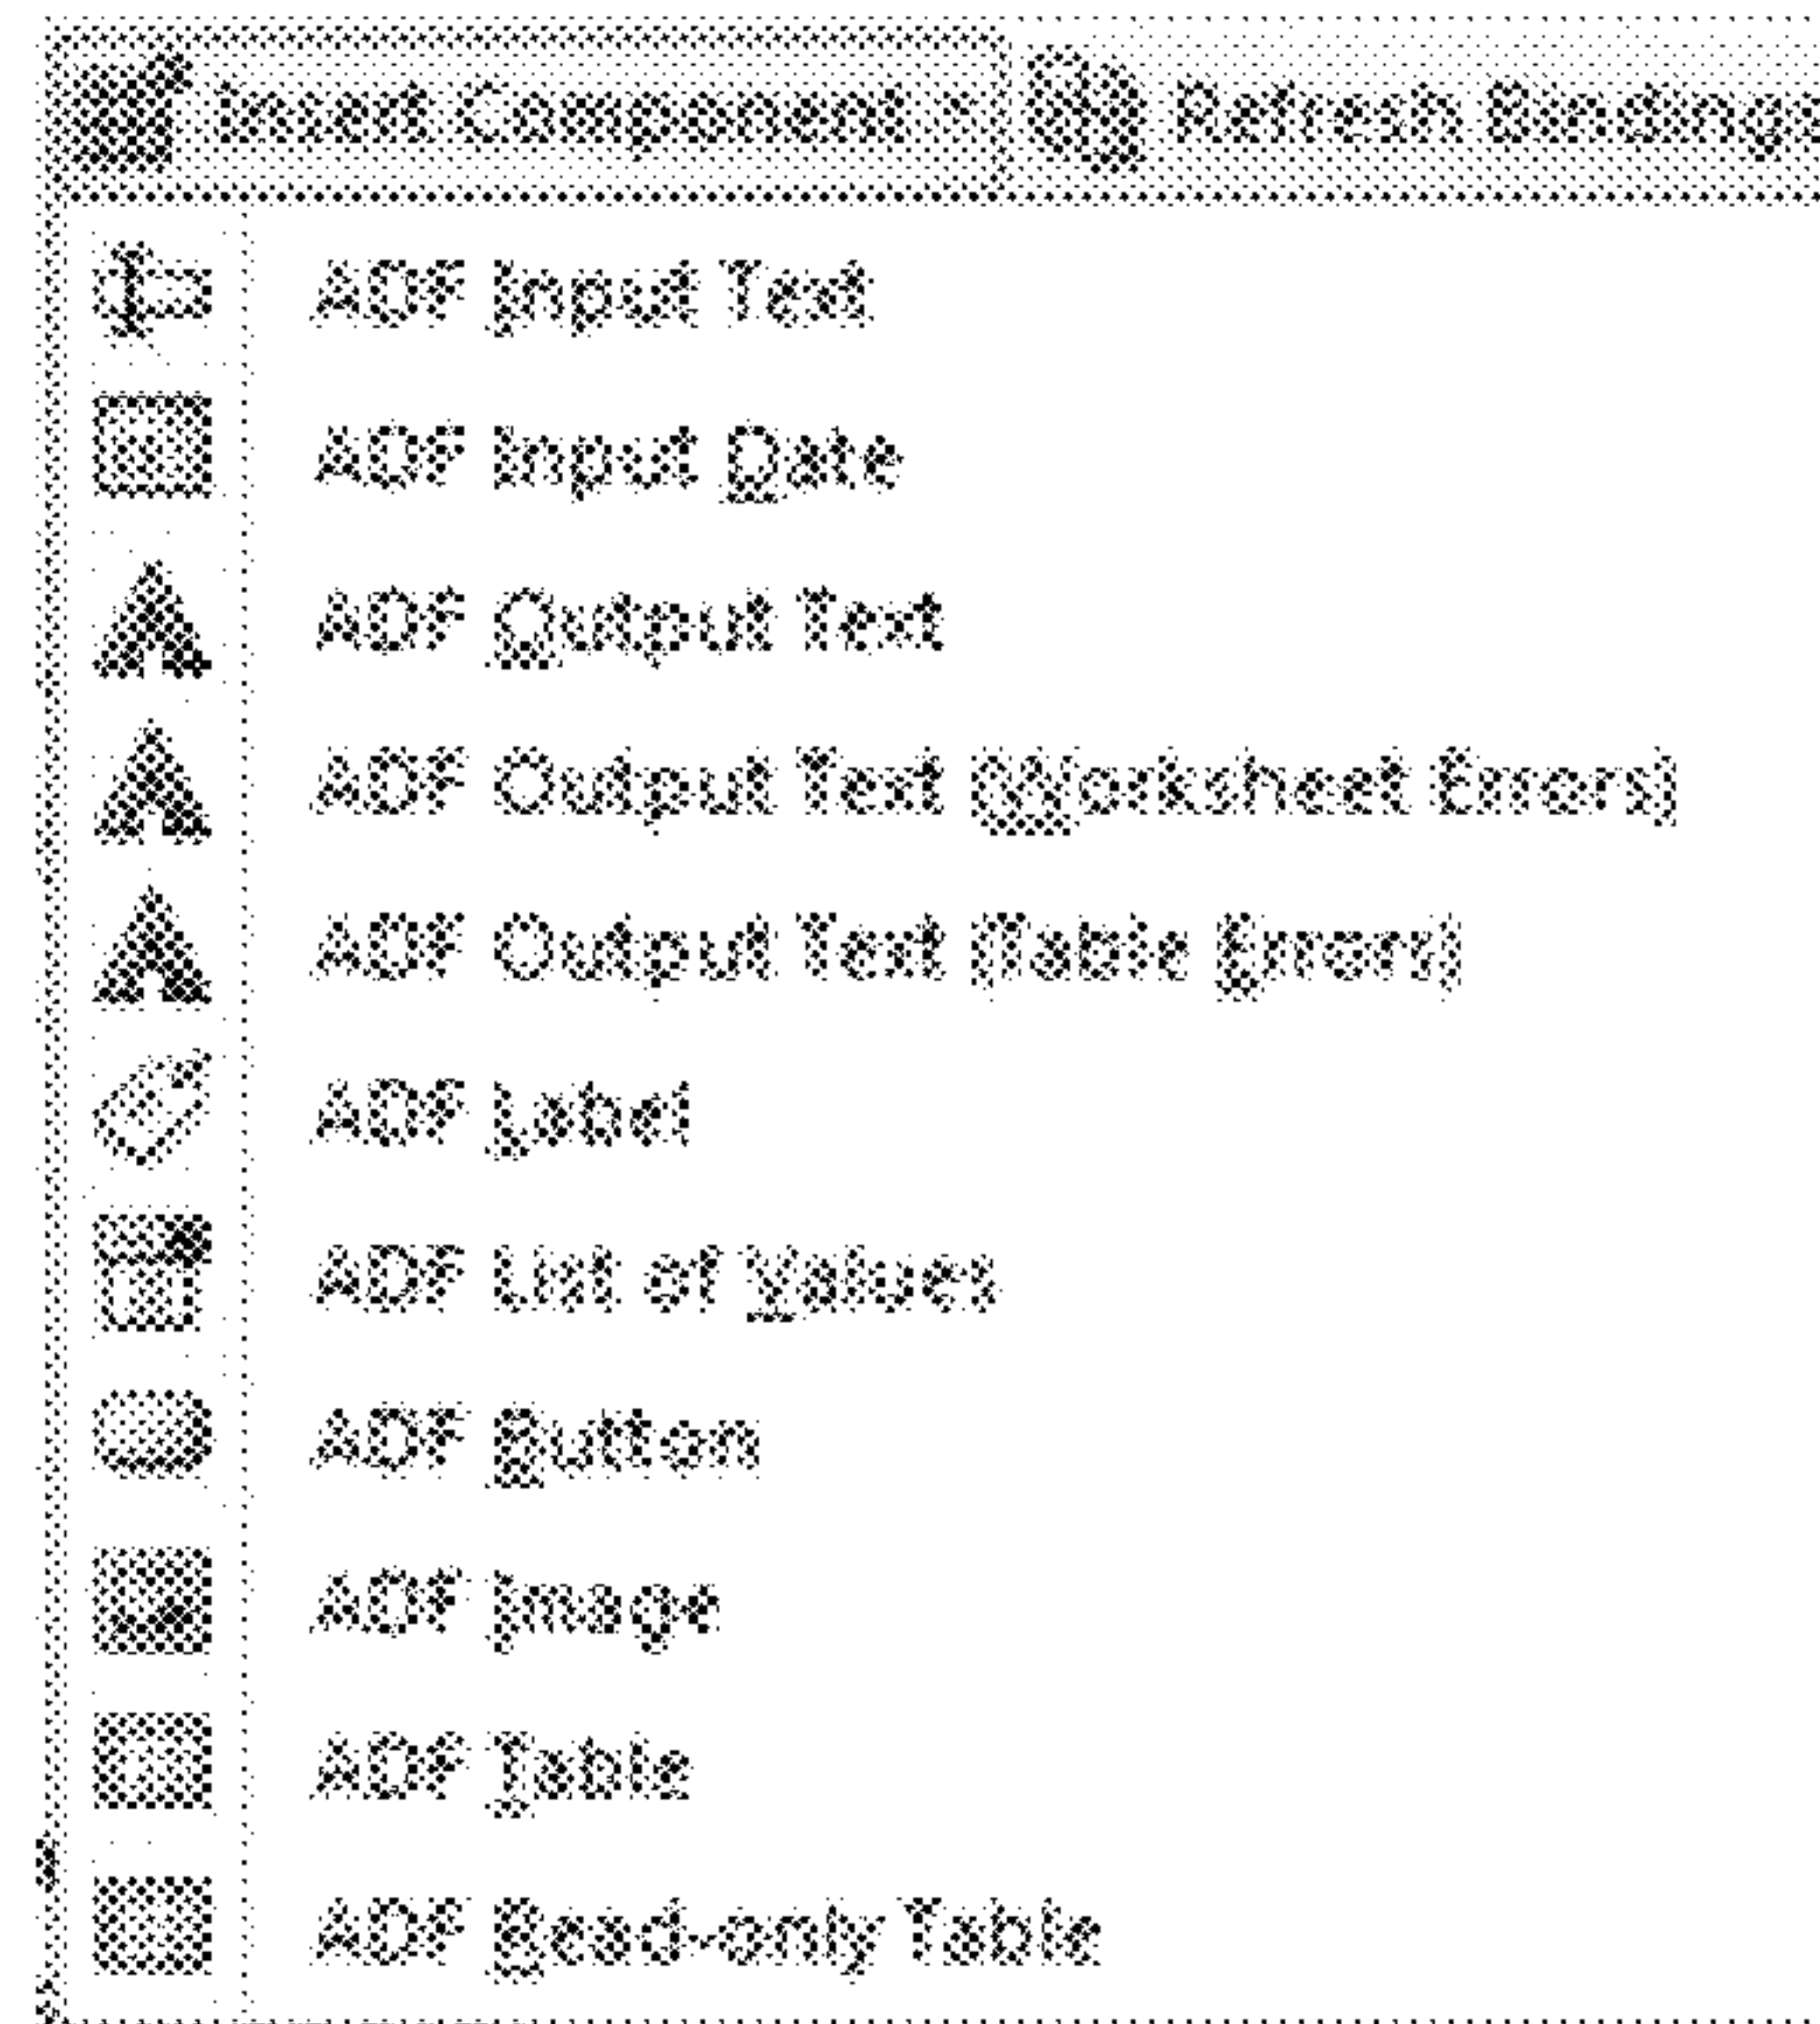 Insert Component Refresh Bindings
ADF Input Text
ADF Input Date
ADF Output Text
ADF Output Text (Worksheet Errors)
ADF Output Text (Table Errors)
ADF Label
ADF List of Values
ADF Button
ADF Image
ADF Table
ADF Read-only Table